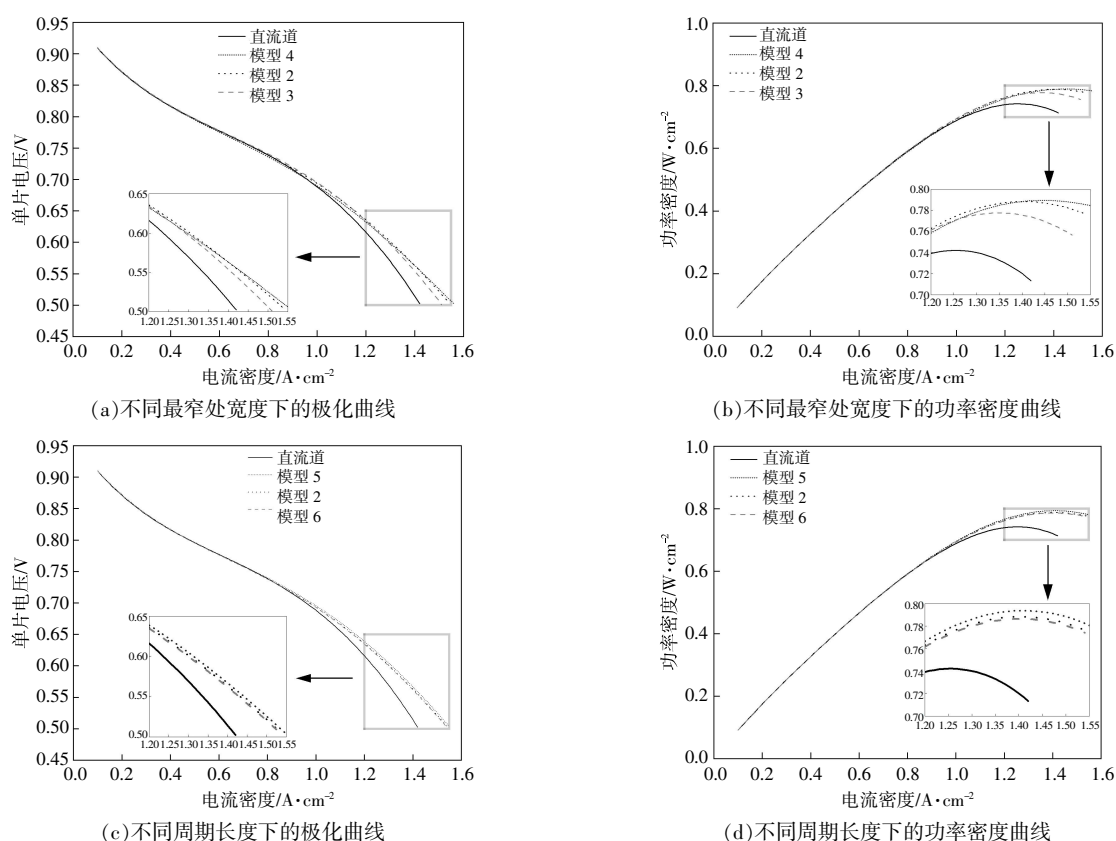 0.95
0.90
0.85
0.80
0.75
0.70
0.65
0.60
0.55
0.50
0.45
单片电压/V
直流道
模型 4
模型 2
模型 3
0.65
0.60
0.55
0.50
1.20 1.25 1.30 1.35 1.40 1.45 1.50 1.55
0.0 0.2 0.4 0.6 0.8 1.0 1.2 1.4 1.6
电流密度/A·cm⁻²
(a)不同最窄处宽度下的极化曲线
1.0
0.8
0.6
0.4
0.2
0.0
功率密度/W·cm⁻²
直流道
模型 4
模型 2
模型 3
0.80
0.78
0.76
0.74
0.72
0.70
1.20 1.25 1.30 1.35 1.40 1.45 1.50 1.55
0.0 0.2 0.4 0.6 0.8 1.0 1.2 1.4 1.6
电流密度/A·cm⁻²
(b)不同最窄处宽度下的功率密度曲线
0.95
0.90
0.85
0.80
0.75
0.70
0.65
0.60
0.55
0.50
0.45
单片电压/V
直流道
模型 5
模型 2
模型 6
0.65
0.60
0.55
0.50
1.20 1.25 1.30 1.35 1.40 1.45 1.50 1.55
0.0 0.2 0.4 0.6 0.8 1.0 1.2 1.4 1.6
电流密度/A·cm⁻²
(c)不同周期长度下的极化曲线
1.0
0.8
0.6
0.4
0.2
0.0
功率密度/W·cm⁻²
直流道
模型 5
模型 2
模型 6
0.80
0.78
0.76
0.74
0.72
0.70
1.20 1.25 1.30 1.35 1.40 1.45 1.50 1.55
0.0 0.2 0.4 0.6 0.8 1.0 1.2 1.4 1.6
电流密度/A·cm⁻²
(d)不同周期长度下的功率密度曲线